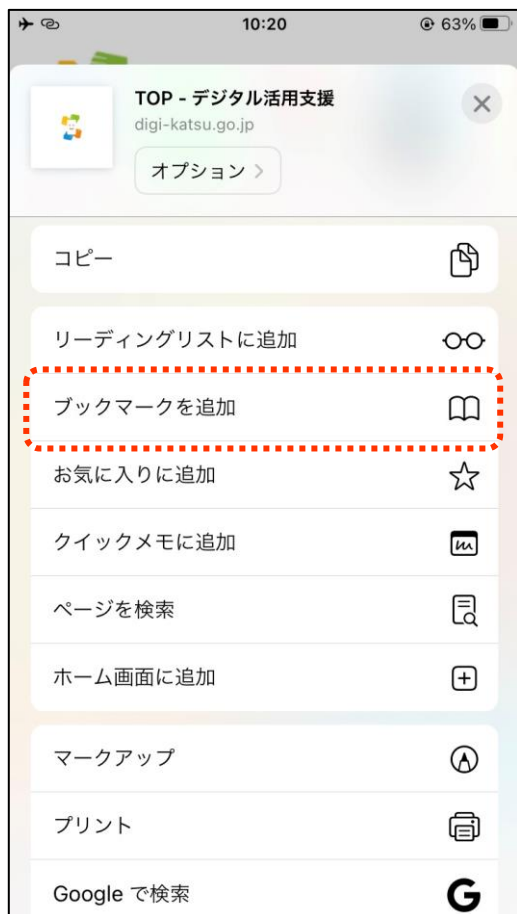 10:20
63%
TOP - デジタル活用支援
digi-katsu.go.jp
オプション
コピー
リーディングリストに追加
ブックマークを追加
お気に入りに追加
クイックメモに追加
ページを検索
ホーム画面に追加
マークアップ
プリント
Google で検索